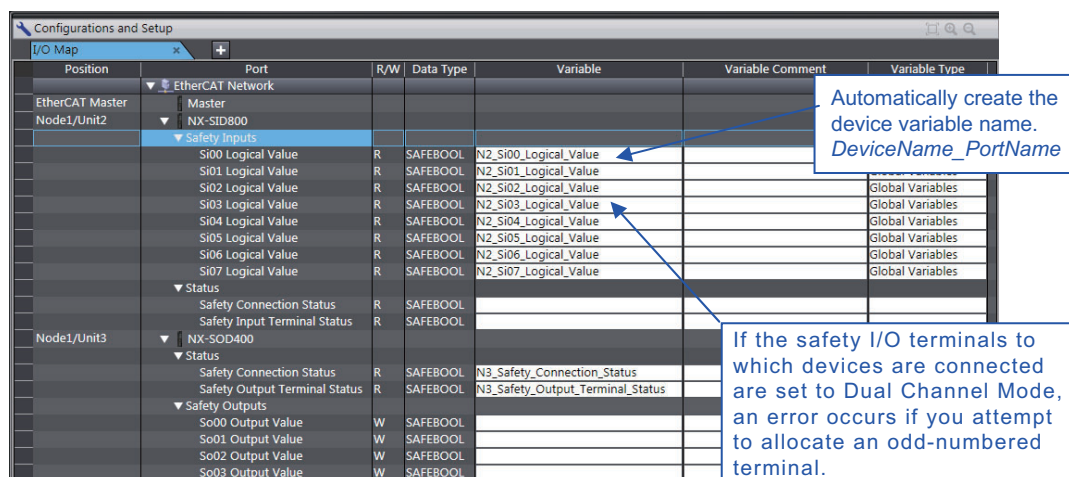 Configurations and Setup
I/O Map × +
Position Port R/W Data Type Variable Variable Comment Variable Type
▼ EtherCAT Network
EtherCAT Master Master
Node1/Unit2 ▼ NX-SID800
▼ Safety Inputs
Si00 Logical Value R SAFEBOOL N2_Si00_Logical_Value
Si01 Logical Value R SAFEBOOL N2_Si01_Logical_Value Global Variables
Si02 Logical Value R SAFEBOOL N2_Si02_Logical_Value Global Variables
Si03 Logical Value R SAFEBOOL N2_Si03_Logical_Value Global Variables
Si04 Logical Value R SAFEBOOL N2_Si04_Logical_Value Global Variables
Si05 Logical Value R SAFEBOOL N2_Si05_Logical_Value Global Variables
Si06 Logical Value R SAFEBOOL N2_Si06_Logical_Value Global Variables
Si07 Logical Value R SAFEBOOL N2_Si07_Logical_Value Global Variables
▼ Status
Safety Connection Status R SAFEBOOL
Safety Input Terminal Status R SAFEBOOL
Node1/Unit3 ▼ NX-SOD400
▼ Status
Safety Connection Status R SAFEBOOL N3_Safety_Connection_Status
Safety Output Terminal Status R SAFEBOOL N3_Safety_Output_Terminal_Status
▼ Safety Outputs
So00 Output Value W SAFEBOOL
So01 Output Value W SAFEBOOL
So02 Output Value W SAFEBOOL
So03 Output Value W SAFEBOOL
Automatically create the
device variable name.
DeviceName_PortName
If the safety I/O terminals to
which devices are connected
are set to Dual Channel Mode,
an error occurs if you attempt
to allocate an odd-numbered
terminal.